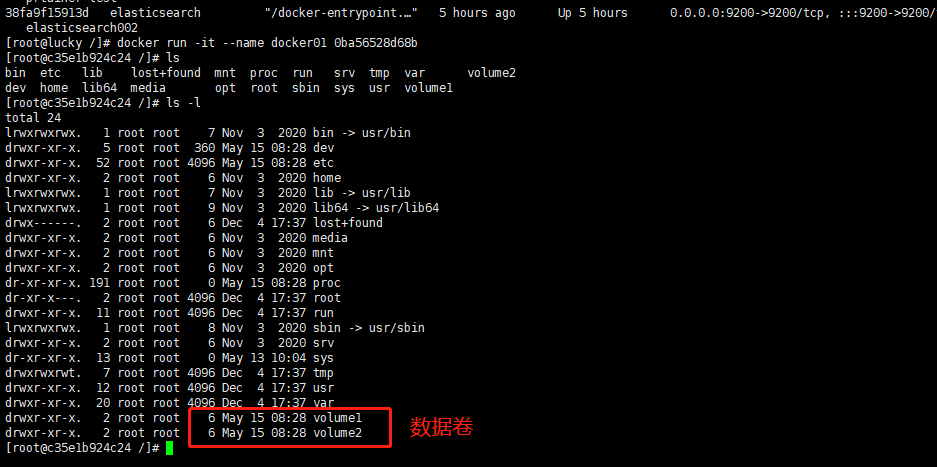 38fa9f15913d   elasticsearch         "/docker-entrypoint.…"   5 hours ago      Up 5 hours      0.0.0.0:9200->9200/tcp, :::9200->9200/
   elasticsearch002
[root@lucky /]# docker run -it --name docker01 0ba56528d68b
[root@c35e1b924c24 /]# ls
bin  etc   lib    lost+found  mnt  proc  run   srv  tmp  var      volume2
dev  home  lib64  media       opt  root  sbin  sys  usr  volume1
[root@c35e1b924c24 /]# ls -l
total 24
lrwxrwxrwx.   1 root root    7 Nov  3  2020 bin -> usr/bin
drwxr-xr-x.   5 root root  360 May 15 08:28 dev
drwxr-xr-x.  52 root root 4096 May 15 08:28 etc
drwxr-xr-x.   2 root root    6 Nov  3  2020 home
lrwxrwxrwx.   1 root root    7 Nov  3  2020 lib -> usr/lib
lrwxrwxrwx.   1 root root    9 Nov  3  2020 lib64 -> usr/lib64
drwx------.   2 root root    6 Dec  4 17:37 lost+found
drwxr-xr-x.   2 root root    6 Nov  3  2020 media
drwxr-xr-x.   2 root root    6 Nov  3  2020 mnt
drwxr-xr-x.   2 root root    6 Nov  3  2020 opt
dr-xr-xr-x. 191 root root    0 May 15 08:28 proc
dr-xr-x---.   2 root root 4096 Dec  4 17:37 root
drwxr-xr-x.  11 root root 4096 Dec  4 17:37 run
lrwxrwxrwx.   1 root root    8 Nov  3  2020 sbin -> usr/sbin
drwxr-xr-x.   2 root root    6 Nov  3  2020 srv
dr-xr-xr-x.  13 root root    0 May 13 10:04 sys
drwxrwxrwt.   7 root root 4096 Dec  4 17:37 tmp
drwxr-xr-x.  12 root root 4096 Dec  4 17:37 usr
drwxr-xr-x.  20 root root 4096 Dec  4 17:37 var
drwxr-xr-x.   2 root root    6 May 15 08:28 volume1
数据卷
drwxr-xr-x.   2 root root    6 May 15 08:28 volume2
[root@c35e1b924c24 /]#